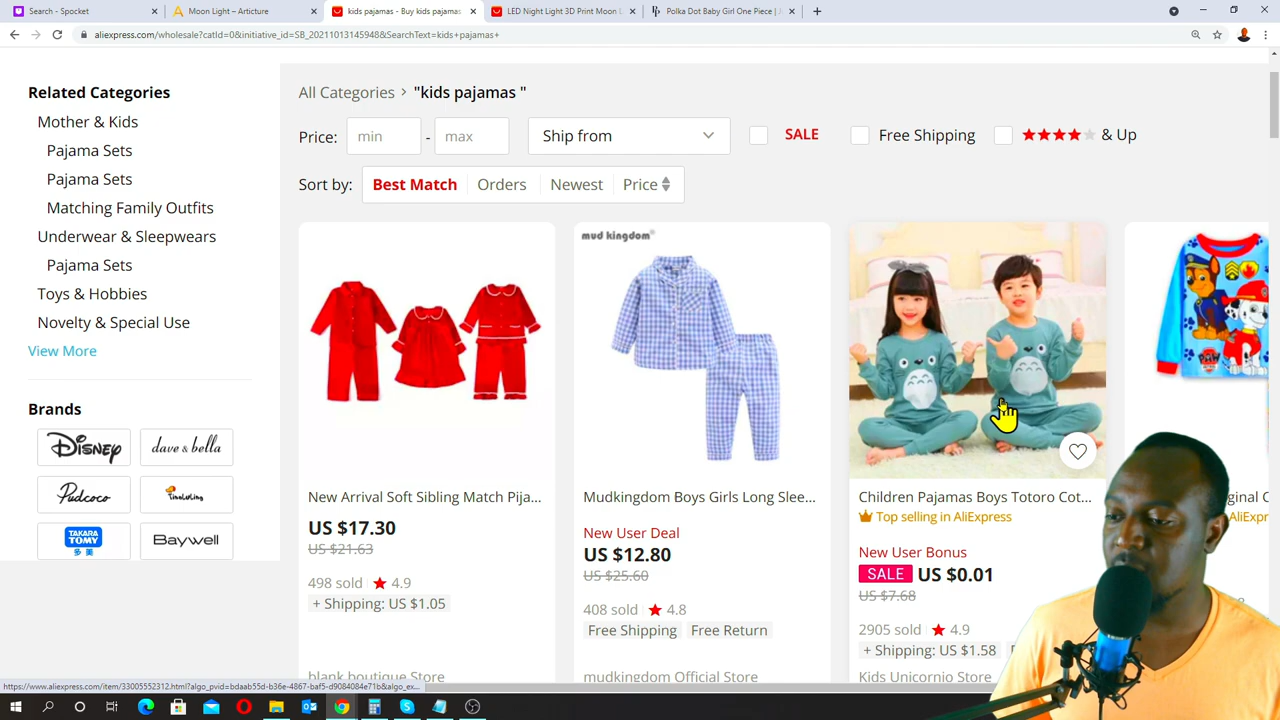 Search - Spocket
Moon Light – Articture
kids pajamas - Buy kids pajamas
LED Night Light 3D Print Moon L
Polka Dot Baby Girl One Piece | J
aliexpress.com/wholesale?catId=0&initiative_id=SB_20211013145948&SearchText=kids+pajamas+
Related Categories
Mother & Kids
Pajama Sets
Pajama Sets
Matching Family Outfits
Underwear & Sleepwears
Pajama Sets
Toys & Hobbies
Novelty & Special Use
View More
Brands
Disney
dave & bella
Pudcoco
TAKARA TOMY
多美
Baywell
All Categories > "kids pajamas "
Price: min - max Ship from SALE Free Shipping & Up
Sort by: Best Match Orders Newest Price
New Arrival Soft Sibling Match Pija...
US $17.30
US $21.63
498 sold 4.9
+ Shipping: US $1.05
blank boutique Store
mud kingdom
Mudkingdom Boys Girls Long Slee...
New User Deal
US $12.80
US $25.60
408 sold 4.8
Free Shipping Free Return
mudkingdom Official Store
Children Pajamas Boys Totoro Cot...
Top selling in AliExpress
New User Bonus
SALE US $0.01
US $7.68
2905 sold 4.9
+ Shipping: US $1.58
Kids Unicornio Store